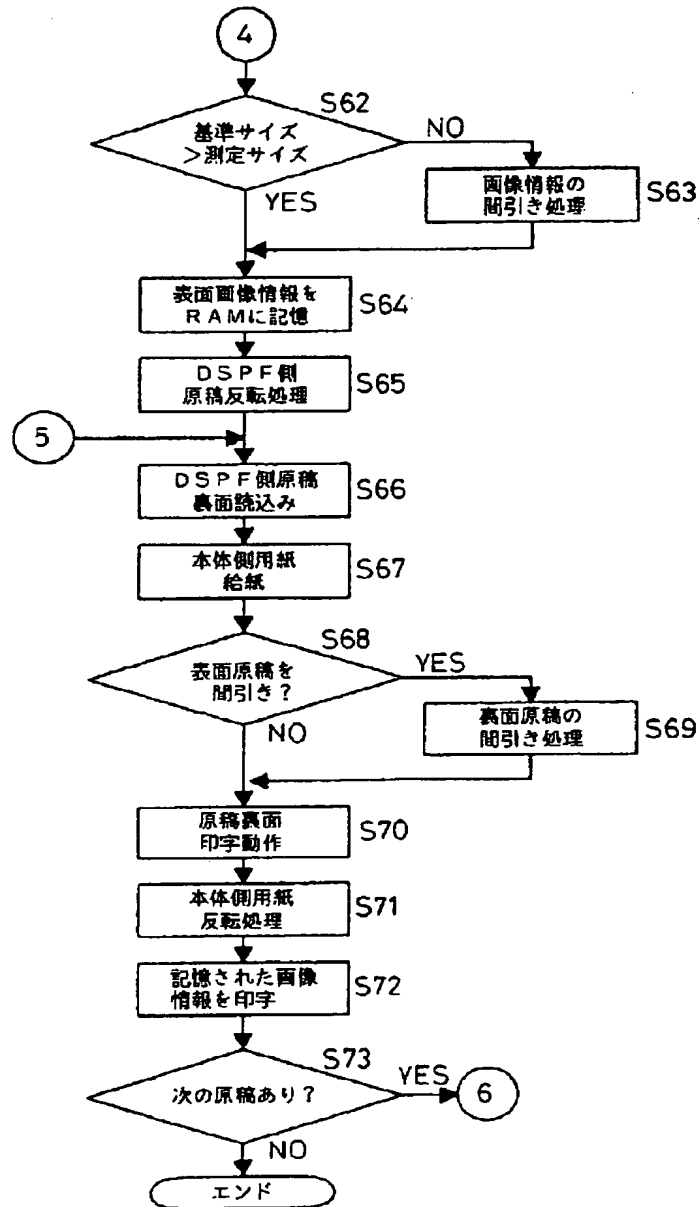 4
S62
基準サイズ
＞測定サイズ
NO
YES
画像情報の
間引き処理
S63
表面画像情報を
RAMに記憶
S64
DSPF側
原稿反転処理
S65
5
DSPF側原稿
裏面読込み
S66
本体側用紙
給紙
S67
S68
表面原稿を
間引き？
YES
NO
裏面原稿の
間引き処理
S69
原稿裏面
印字動作
S70
本体側用紙
反転処理
S71
記憶された画像
情報を印字
S72
S73
次の原稿あり？
YES
6
NO
エンド